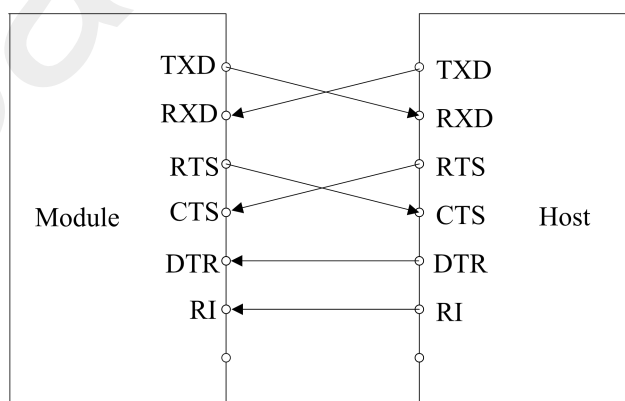 TXD
TXD
RXD
RXD
RTS
RTS
CTS
CTS
Module
Host
DTR
DTR
RI
RI